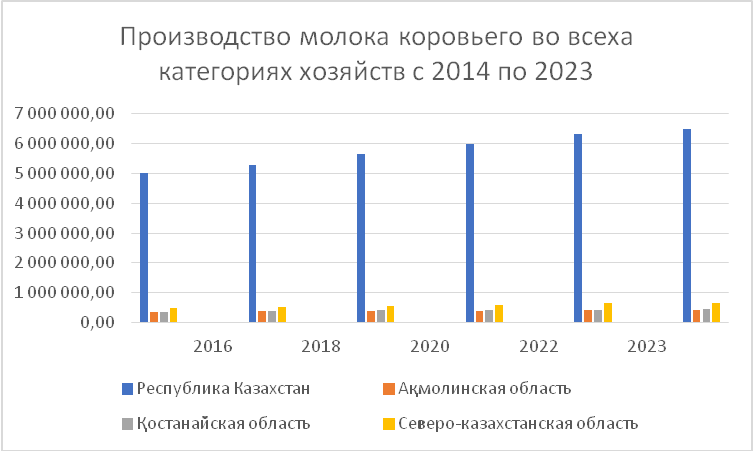 Производство молока коровьего во всеха
категориях хозяйств с 2014 по 2023
7 000 000,00
6 000 000,00
5 000 000,00
4 000 000,00
3 000 000,00
2 000 000,00
1 000 000,00
0,00
2016 2018 2020 2022 2023
Республика Казахстан Ақмолинская область
Қостанайская область Северо-казахстанская область